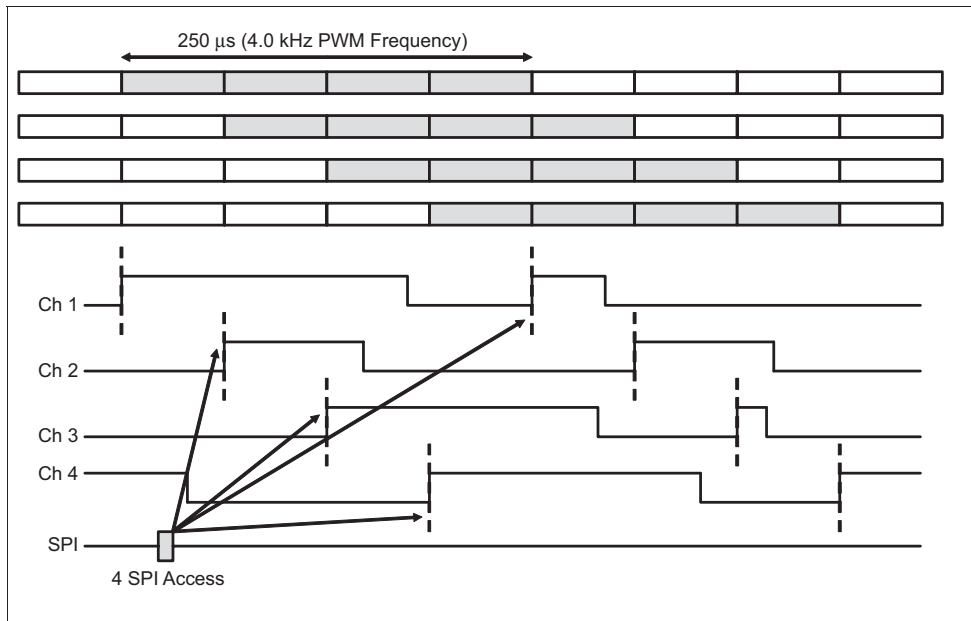 250 μs (4.0 kHz PWM Frequency)
Ch 1
Ch 2
Ch 3
Ch 4
SPI
4 SPI Access